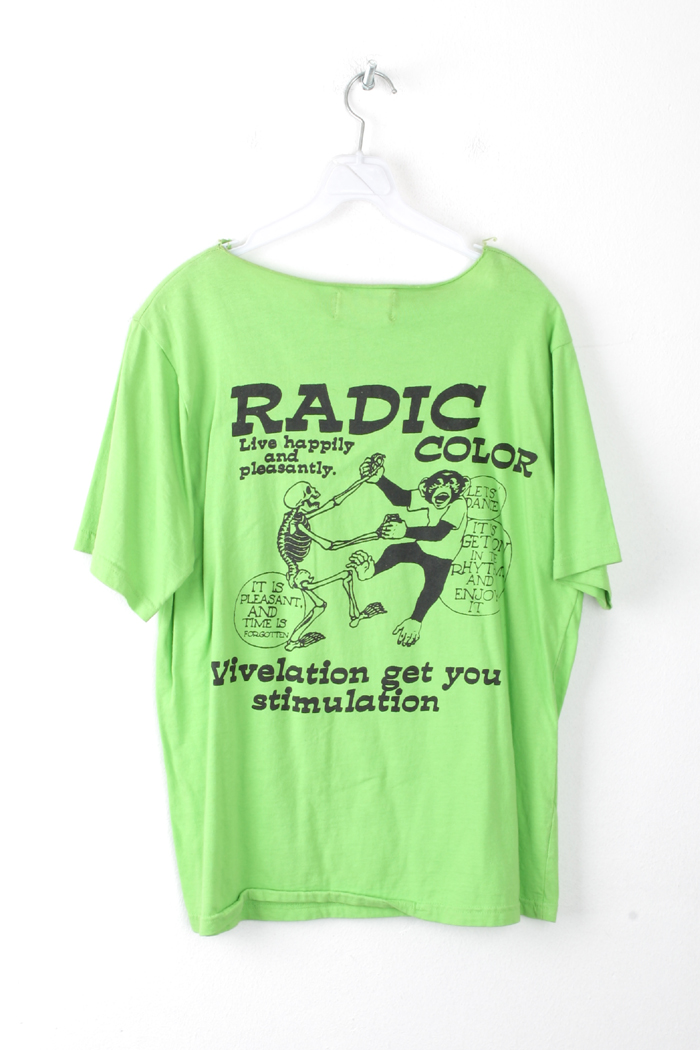 RADIC
COLOR
Live happily
and
pleasantly.
LET'S
DANCE
IT'S
GET ON
IN THE
RHYTHM
AND
ENJOY
IT
IT IS
PLEASANT,
AND
TIME IS
FORGOTTEN
Vivelation get you
stimulation